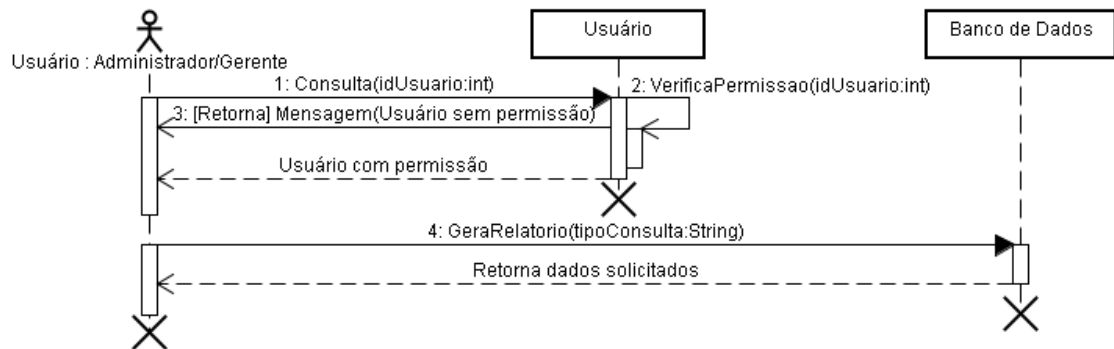 Usuário
Banco de Dados
Usuário : Administrador/Gerente
1: Consulta(idUsuario:int)
2: VerificaPermissao(idUsuario:int)
3: [Retorna] Mensagem(Usuário sem permissão)
Usuário com permissão
4: GeraRelatorio(tipoConsulta:String)
Retorna dados solicitados